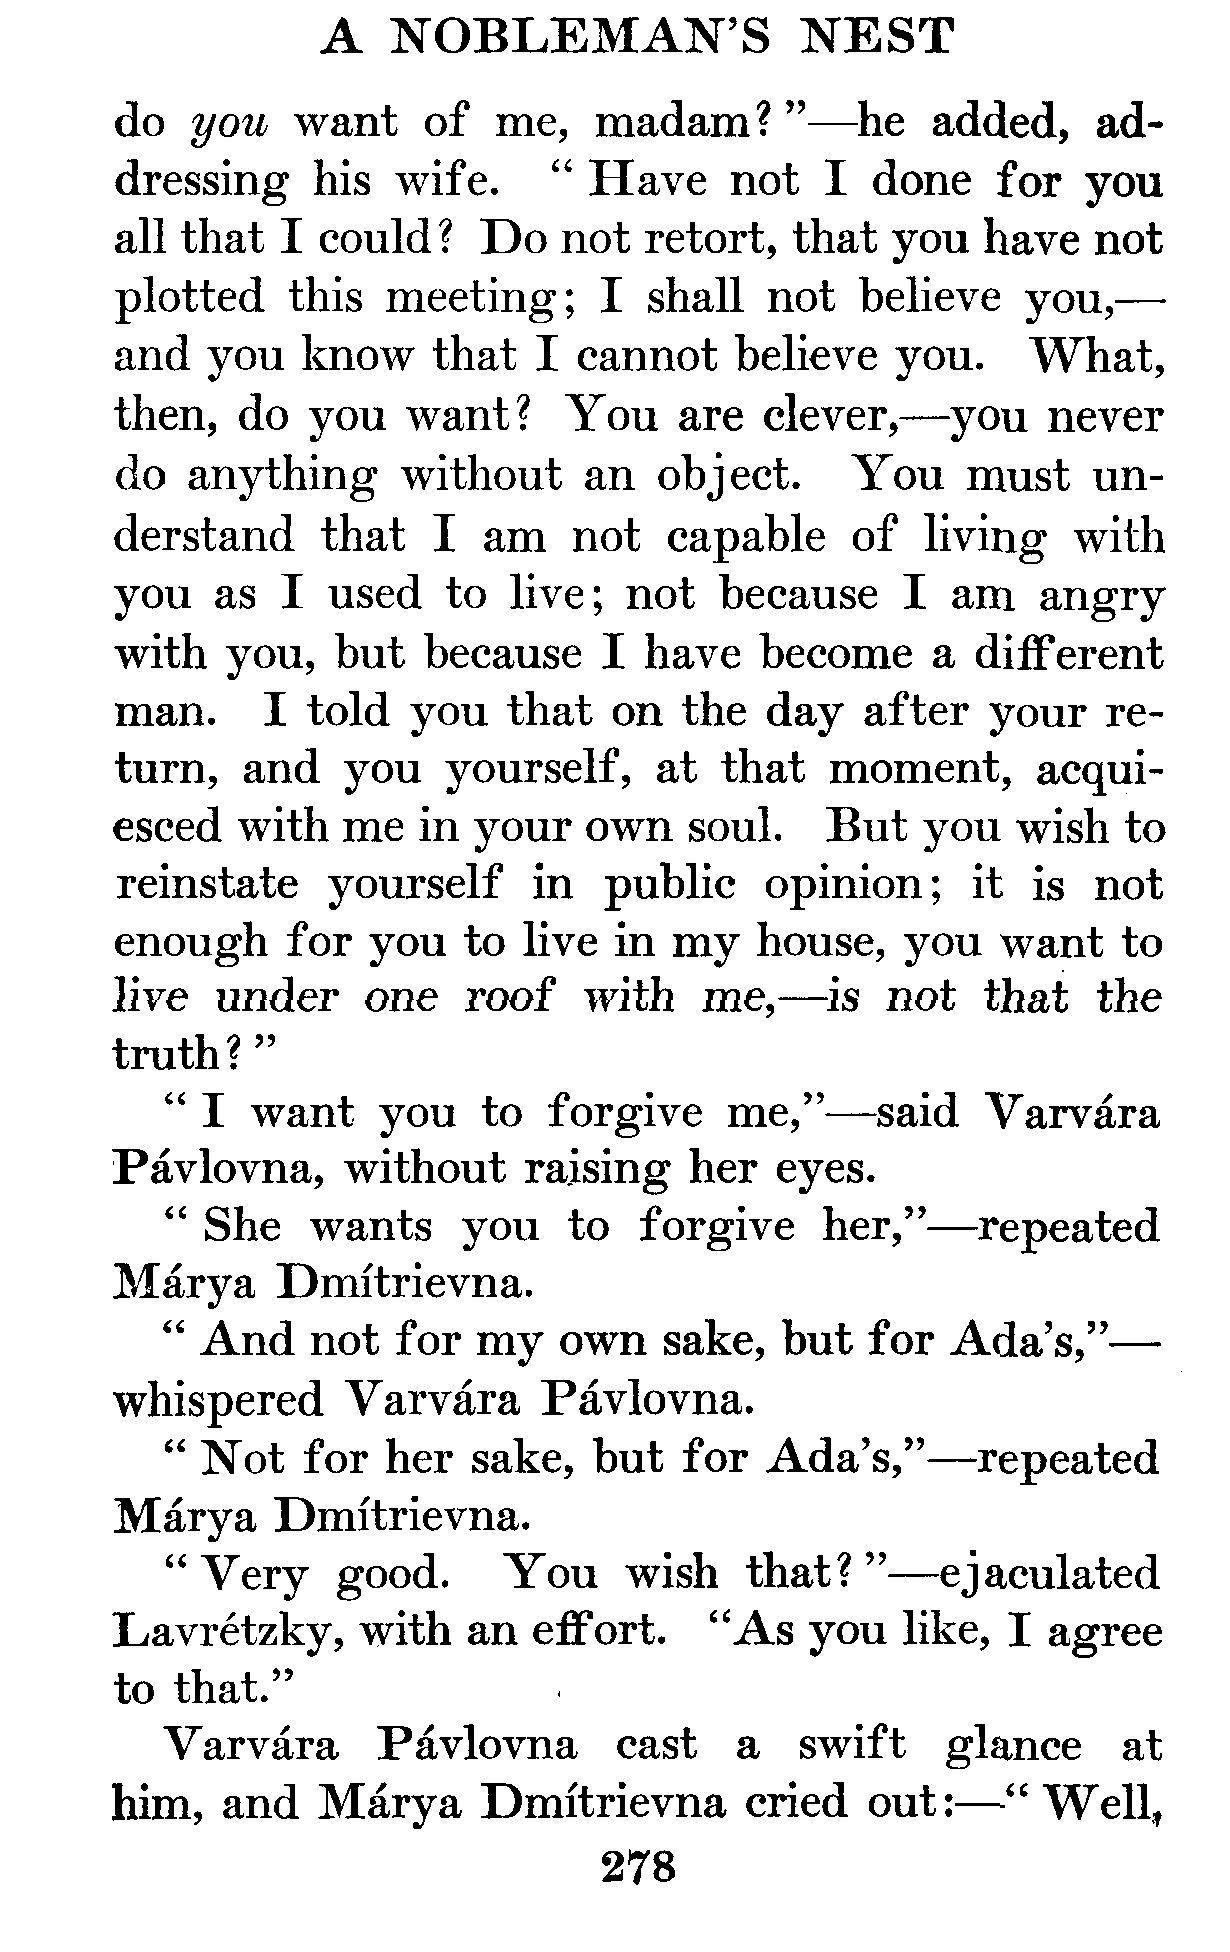 A NOBLEMAN'S NEST
do you want of me, madam? "—he added, ad-
dressing his wife. " Have not I done for you
all that I could? Do not retort, that you have not
plotted this meeting; I shall not believe you,—
and you know that I cannot believe you. What,
then, do you want? You are clever,—you never
do anything without an object. You must un-
derstand that I am not capable of living with
you as I used to live; not because I am angry
with you, but because I have become a different
man. I told you that on the day after your re-
turn, and you yourself, at that moment, acqui-
esced with me in your own soul. But you wish to
reinstate yourself in public opinion; it is not
enough for you to live in my house, you want to
live under one roof with me,—is not that the
truth? "
" I want you to forgive me,"—said Varvára
Pávlovna, without raising her eyes.
" She wants you to forgive her,"—repeated
Márya Dmítrievna.
" And not for my own sake, but for Ada's,"—
whispered Varvára Pávlovna.
" Not for her sake, but for Ada's,"—repeated
Márya Dmítrievna.
" Very good. You wish that? "—ejaculated
Lavrétzky, with an effort. "As you like, I agree
to that."
Varvára Pávlovna cast a swift glance at
him, and Márya Dmítrievna cried out:—" Well,
278